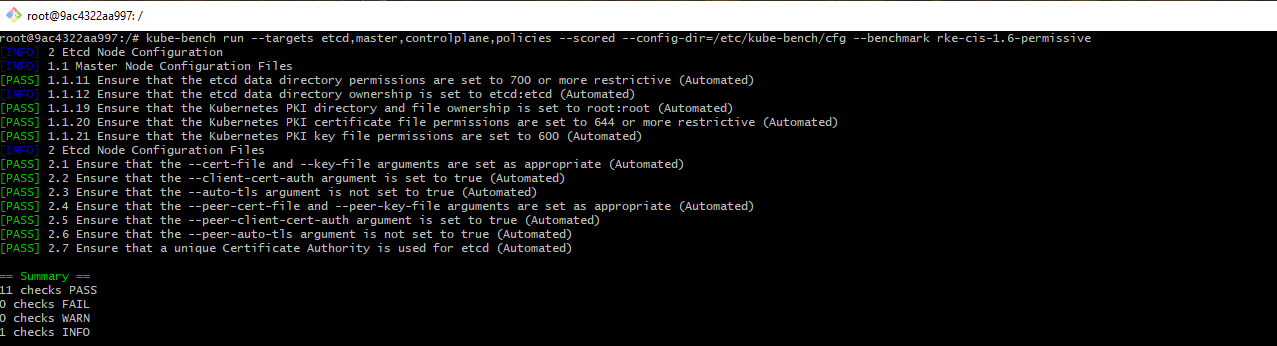 root@9ac4322aa997: /
root@9ac4322aa997:/# kube-bench run --targets etcd,master,controlplane,policies --scored --config-dir=/etc/kube-bench/cfg --benchmark rke-cis-1.6-permissive
[INFO] 2 Etcd Node Configuration
[INFO] 1.1 Master Node Configuration Files
[PASS] 1.1.11 Ensure that the etcd data directory permissions are set to 700 or more restrictive (Automated)
[INFO] 1.1.12 Ensure that the etcd data directory ownership is set to etcd:etcd (Automated)
[PASS] 1.1.19 Ensure that the Kubernetes PKI directory and file ownership is set to root:root (Automated)
[PASS] 1.1.20 Ensure that the Kubernetes PKI certificate file permissions are set to 644 or more restrictive (Automated)
[PASS] 1.1.21 Ensure that the Kubernetes PKI key file permissions are set to 600 (Automated)
[INFO] 2 Etcd Node Configuration Files
[PASS] 2.1 Ensure that the --cert-file and --key-file arguments are set as appropriate (Automated)
[PASS] 2.2 Ensure that the --client-cert-auth argument is set to true (Automated)
[PASS] 2.3 Ensure that the --auto-tls argument is not set to true (Automated)
[PASS] 2.4 Ensure that the --peer-cert-file and --peer-key-file arguments are set as appropriate (Automated)
[PASS] 2.5 Ensure that the --peer-client-cert-auth argument is set to true (Automated)
[PASS] 2.6 Ensure that the --peer-auto-tls argument is not set to true (Automated)
[PASS] 2.7 Ensure that a unique Certificate Authority is used for etcd (Automated)
== Summary ==
11 checks PASS
0 checks FAIL
0 checks WARN
1 checks INFO